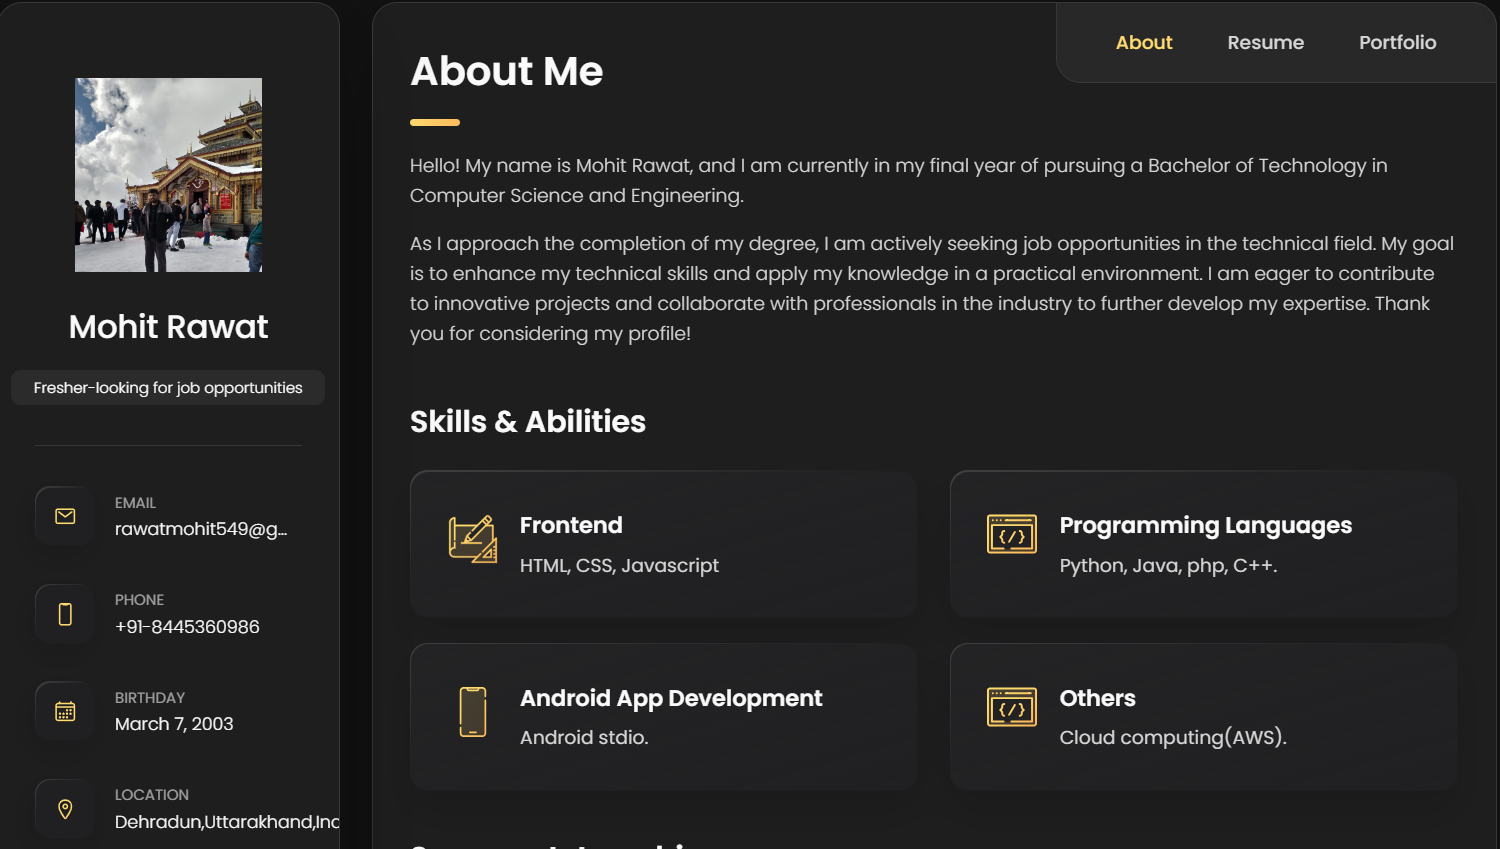 Mohit Rawat
Fresher-looking for job opportunities
EMAIL
rawatmohit549@g...
PHONE
+91-8445360986
BIRTHDAY
March 7, 2003
LOCATION
Dehradun,Uttarakhand,Inc
About
Resume
Portfolio
About Me
Hello! My name is Mohit Rawat, and I am currently in my final year of pursuing a Bachelor of Technology in
Computer Science and Engineering.
As I approach the completion of my degree, I am actively seeking job opportunities in the technical field. My goal
is to enhance my technical skills and apply my knowledge in a practical environment. I am eager to contribute
to innovative projects and collaborate with professionals in the industry to further develop my expertise. Thank
you for considering my profile!
Skills & Abilities
Frontend
HTML, CSS, Javascript
Programming Languages
Python, Java, php, C++.
Android App Development
Android stdio.
Others
Cloud computing(AWS).